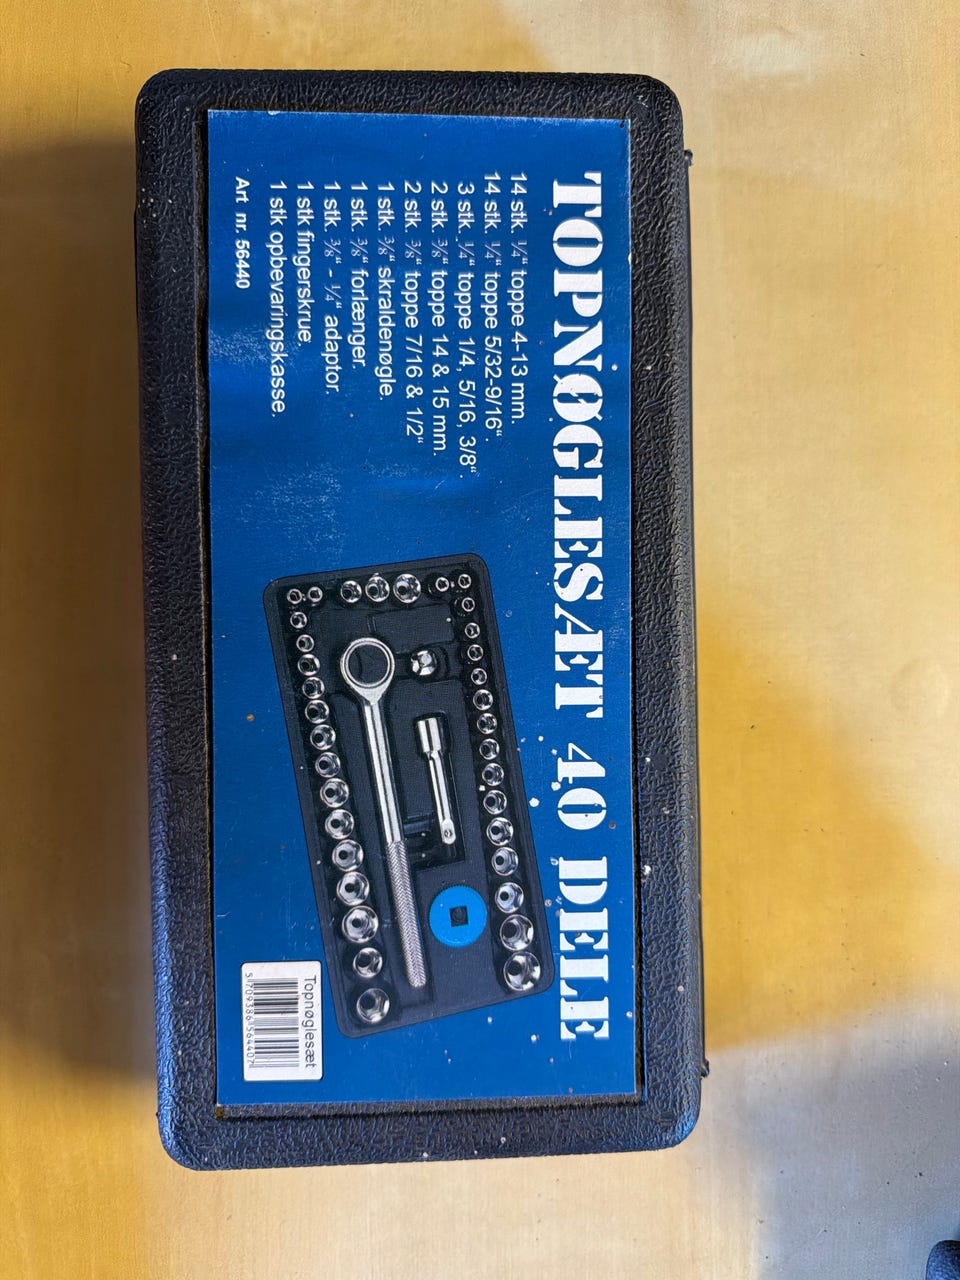 TOPNØGLESÆT 40 DELE
14 stk. ¼“ toppe 4-13 mm.
14 stk. ¼“ toppe 5/32-9/16“.
3 stk. ¼“ toppe 1/4, 5/16, 3/8“.
2 stk. ⅜“ toppe 14 & 15 mm.
2 stk. ⅜“ toppe 7/16 & 1/2“
1 stk. ⅜“ skraldenøgle.
1 stk. ⅜“ forlænger.
1 stk. ⅜“ - ¼“ adaptor.
1 stk fingerskrue.
1 stk opbevaringskasse.
Art nr. 56440
Topnøglesæt
5709386564407